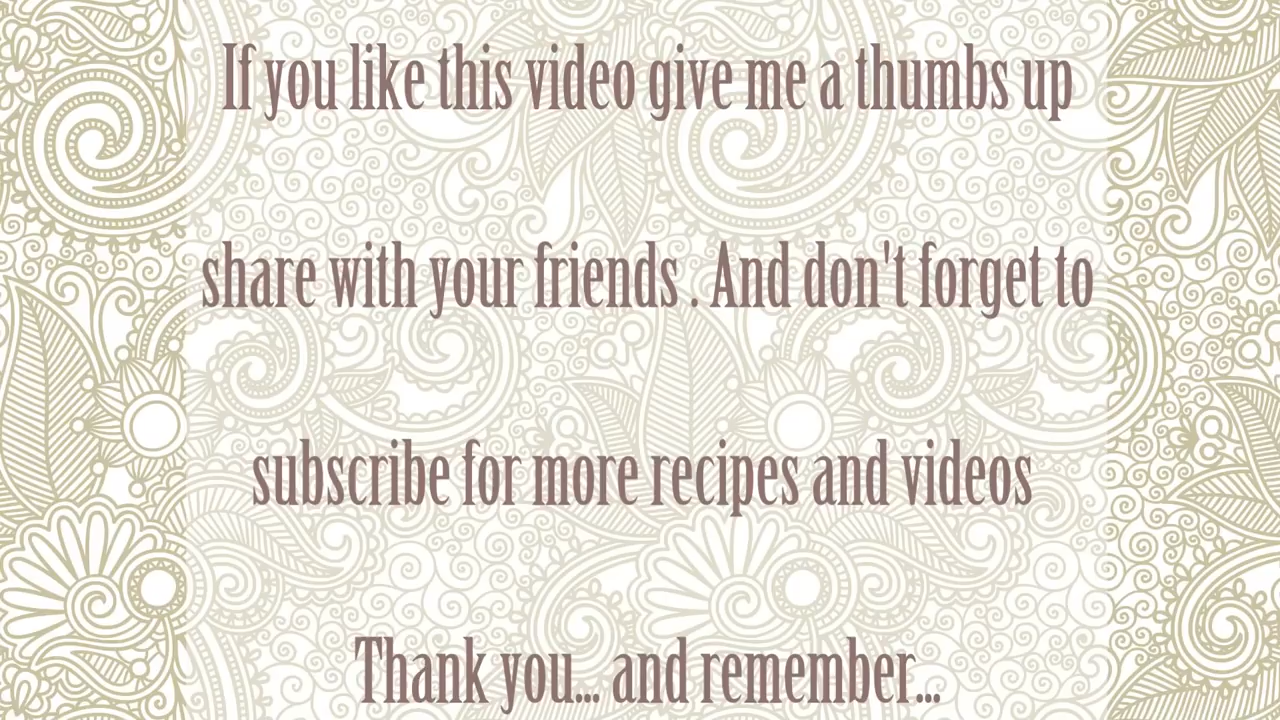 If you like this video give me a thumbs up
share with your friends . And don't forget to
subscribe for more recipes and videos
Thank you... and remember...